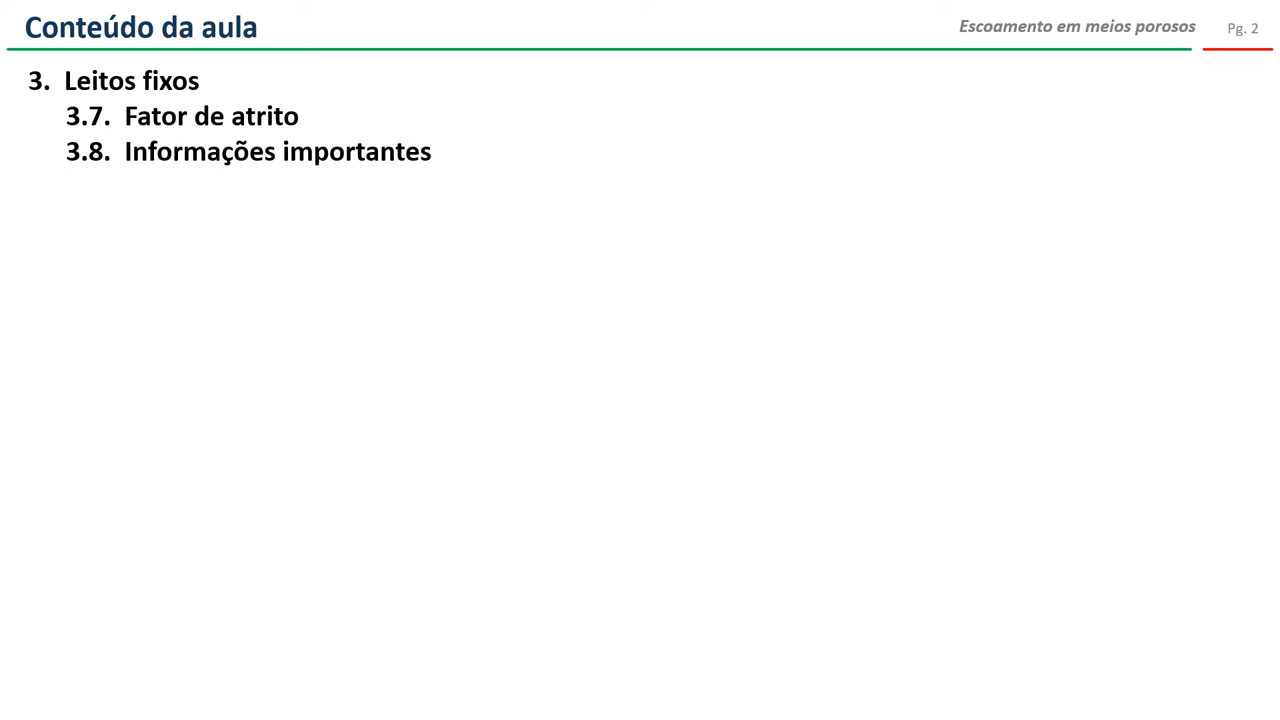 Conteúdo da aula
Escoamento em meios porosos
Pg. 2
3. Leitos fixos
3.7. Fator de atrito
3.8. Informações importantes